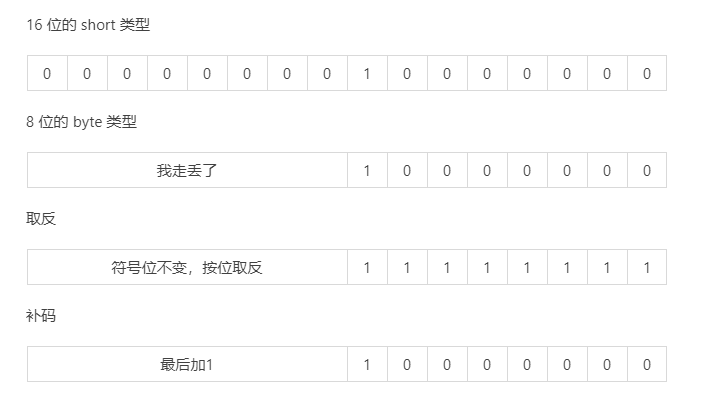 16 位的 short 类型
0 0 0 0 0 0 0 0 1 0 0 0 0 0 0 0
8 位的 byte 类型
我走丢了 1 0 0 0 0 0 0 0
取反
符号位不变，按位取反 1 1 1 1 1 1 1 1
补码
最后加1 1 0 0 0 0 0 0 0